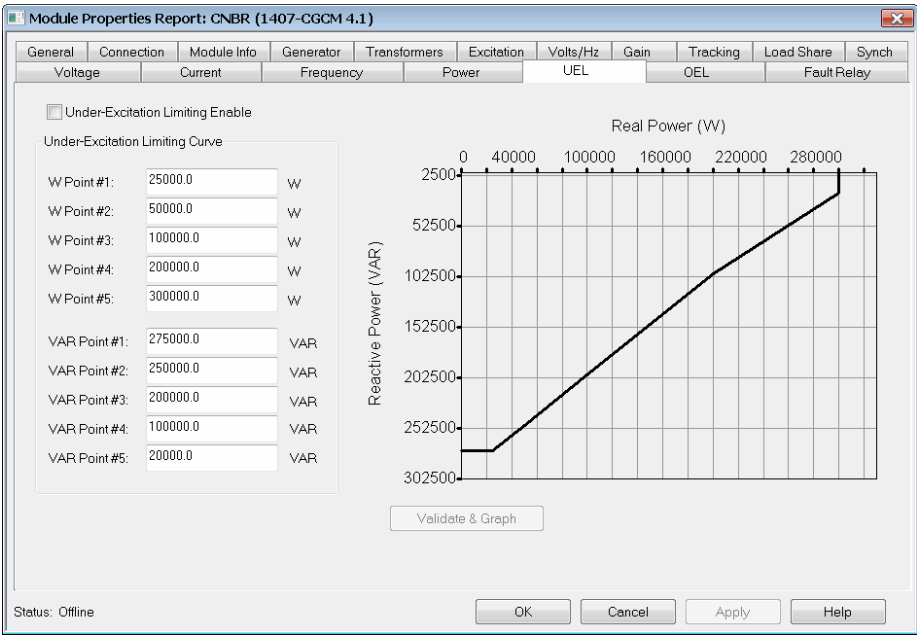 Module Properties Report: CNBR (1407-CGCM 4.1)
General Connection Module Info Generator Transformers Excitation Volts/Hz Gain Tracking Load Share Synch
Voltage Current Frequency Power UEL OEL Fault Relay
Under-Excitation Limiting Enable
Under-Excitation Limiting Curve
W Point #1: 25000.0 W
W Point #2: 50000.0 W
W Point #3: 100000.0 W
W Point #4: 200000.0 W
W Point #5: 300000.0 W
VAR Point #1: 275000.0 VAR
VAR Point #2: 250000.0 VAR
VAR Point #3: 200000.0 VAR
VAR Point #4: 100000.0 VAR
VAR Point #5: 20000.0 VAR
Real Power (W)
0 40000 100000 160000 220000 280000
Reactive Power (VAR)
2500
52500
102500
152500
202500
252500
302500
Validate & Graph
Status: Offline
OK Cancel Apply Help